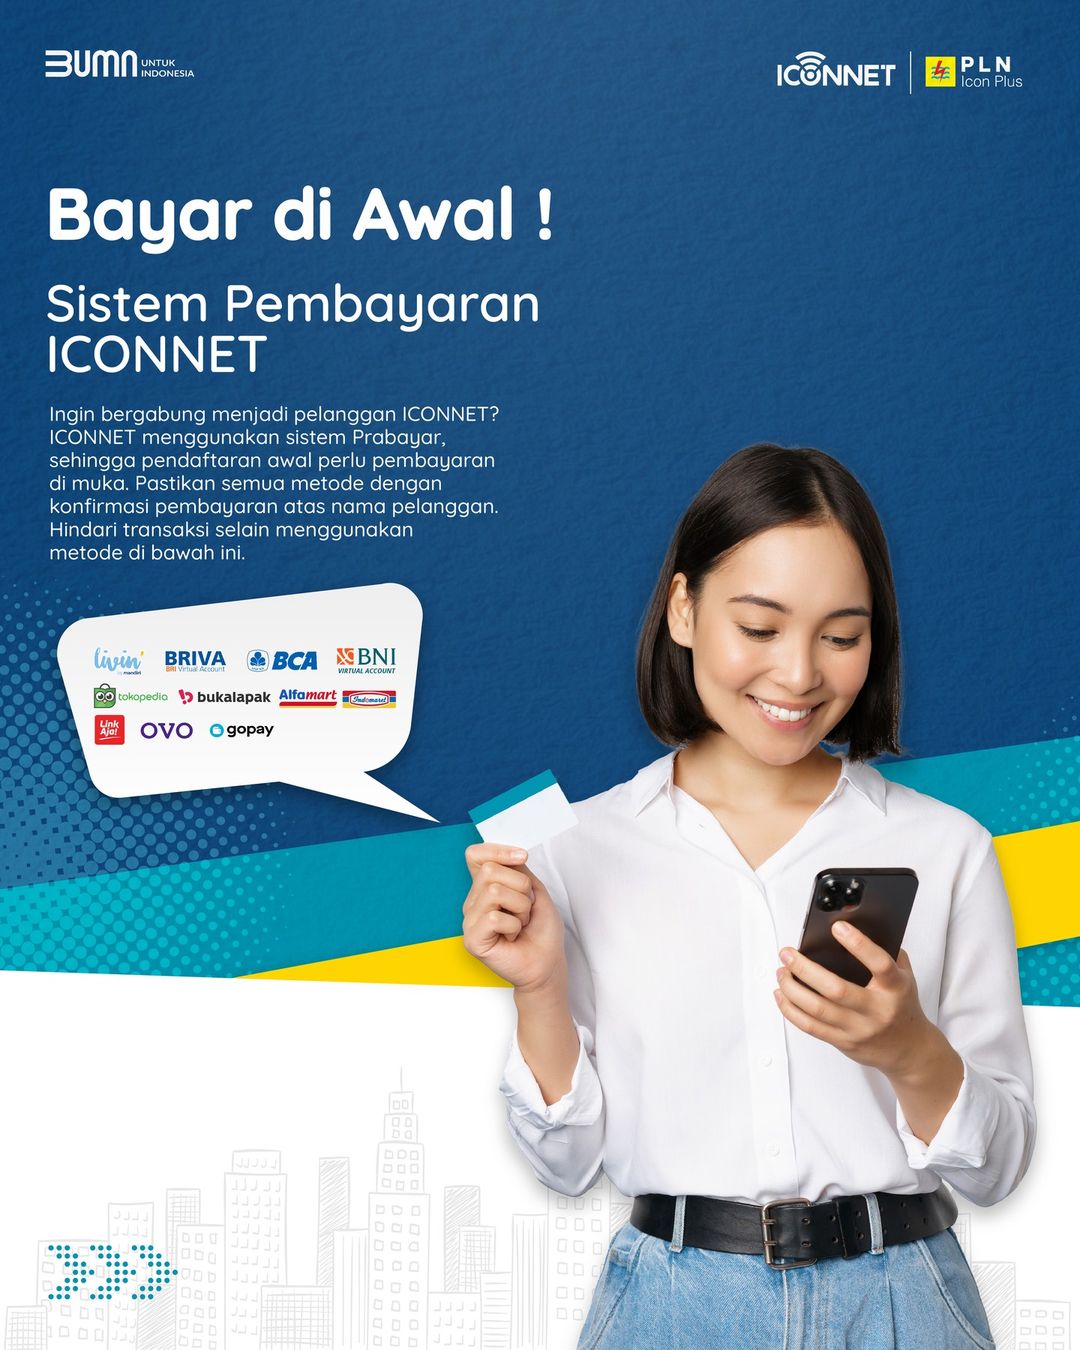 BUMN UNTUK INDONESIA
ICONNET
PLN
Icon Plus
Bayar di Awal !
Sistem Pembayaran
ICONNET
Ingin bergabung menjadi pelanggan ICONNET?
ICONNET menggunakan sistem Prabayar,
sehingga pendaftaran awal perlu pembayaran
di muka. Pastikan semua metode dengan
konfirmasi pembayaran atas nama pelanggan.
Hindari transaksi selain menggunakan
metode di bawah ini.
livin' by mandiri
BRIVA
BRI Virtual Account
BCA
BNI
VIRTUAL ACCOUNT
tokopedia
bukalapak
Alfamart
Indomaret
Link Aja!
OVO
gopay